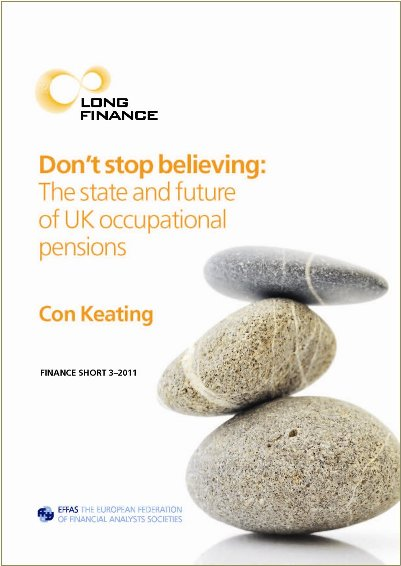 LONG
FINANCE
Don't stop believing:
The state and future
of UK occupational
pensions
Con Keating
FINANCE SHORT 3–2011
EFFAS THE EUROPEAN FEDERATION
OF FINANCIAL ANALYSTS SOCIETIES